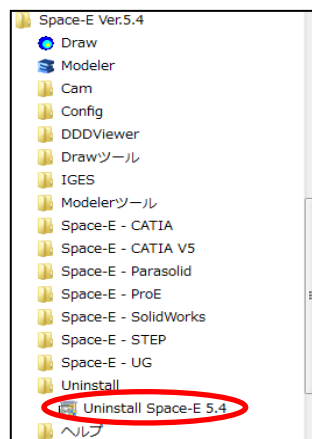 Space-E Ver.5.4
Draw
Modeler
Cam
Config
DDDViewer
Drawツール
IGES
Modelerツール
Space-E - CATIA
Space-E - CATIA V5
Space-E - Parasolid
Space-E - ProE
Space-E - SolidWorks
Space-E - STEP
Space-E - UG
Uninstall
Uninstall Space-E 5.4
ヘルプ